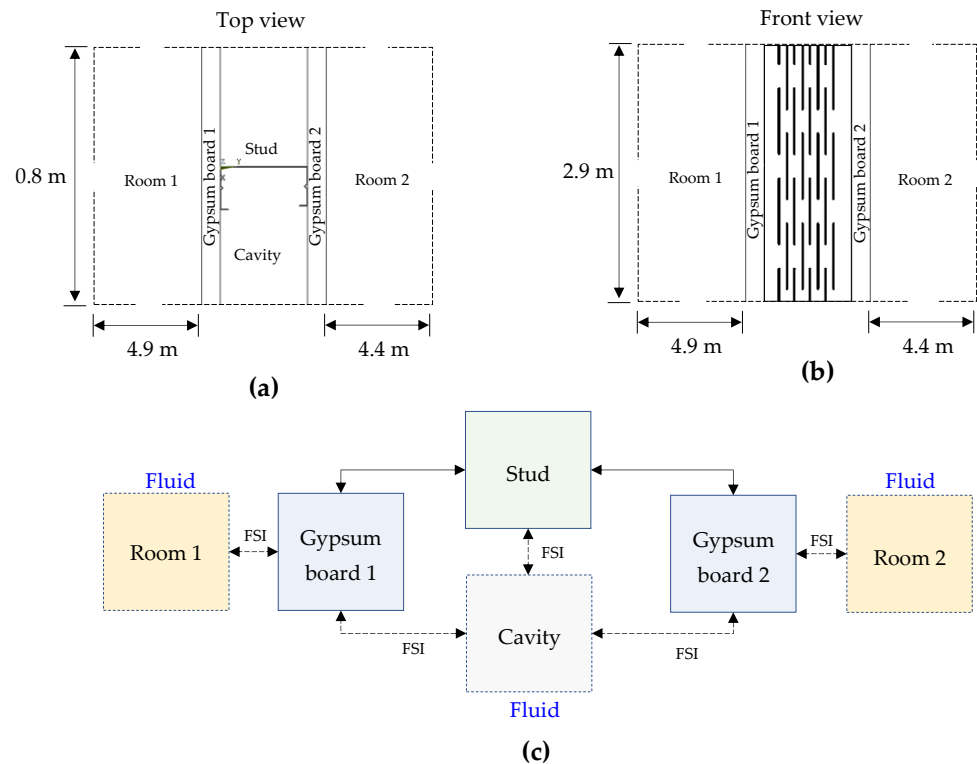 Top view
0.8 m
Room 1
Gypsum board 1
Stud
Cavity
Gypsum board 2
Room 2
4.9 m
4.4 m
(a)
Front view
2.9 m
Room 1
Gypsum board 1
Gypsum board 2
Room 2
4.9 m
4.4 m
(b)
Fluid
Room 1
FSI
Gypsum
board 1
Stud
FSI
Gypsum
board 2
FSI
Fluid
Room 2
FSI
Cavity
FSI
Fluid
(c)